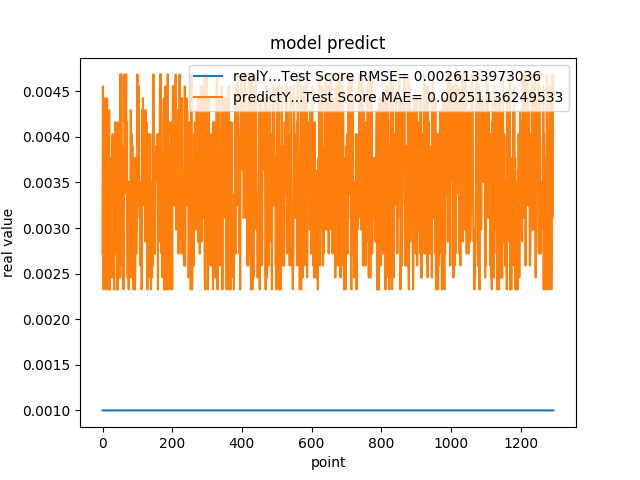 model predict
realY...Test Score RMSE= 0.0026133973036
predictY...Test Score MAE= 0.00251136249533
0.0045
0.0040
0.0035
0.0030
0.0025
0.0020
0.0015
0.0010
real value
0 200 400 600 800 1000 1200
point